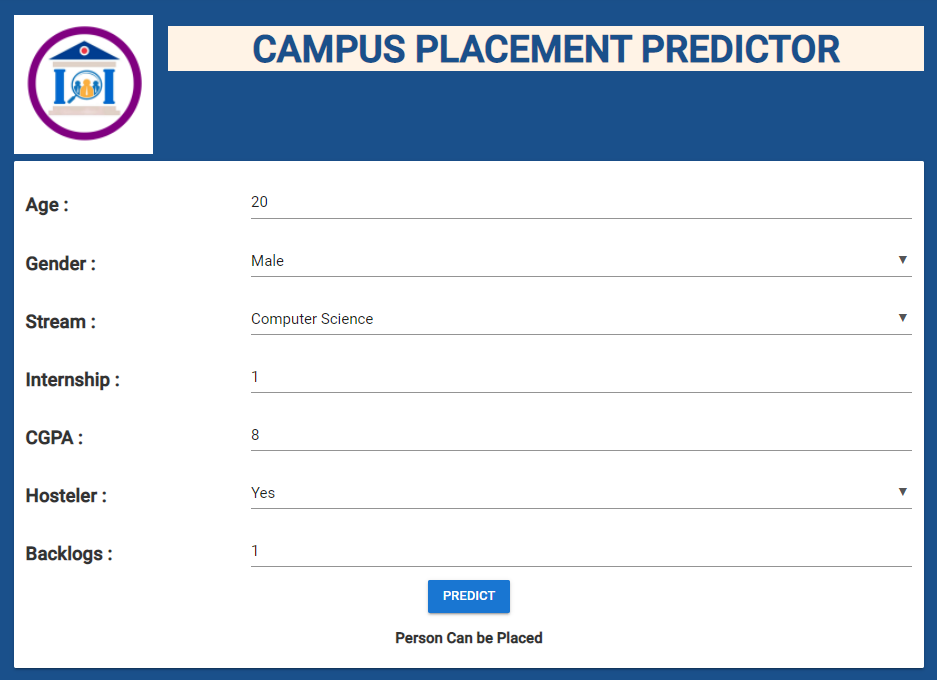 CAMPUS PLACEMENT PREDICTOR
Age : 20
Gender : Male
Stream : Computer Science
Internship : 1
CGPA : 8
Hosteler : Yes
Backlogs : 1
PREDICT
Person Can be Placed